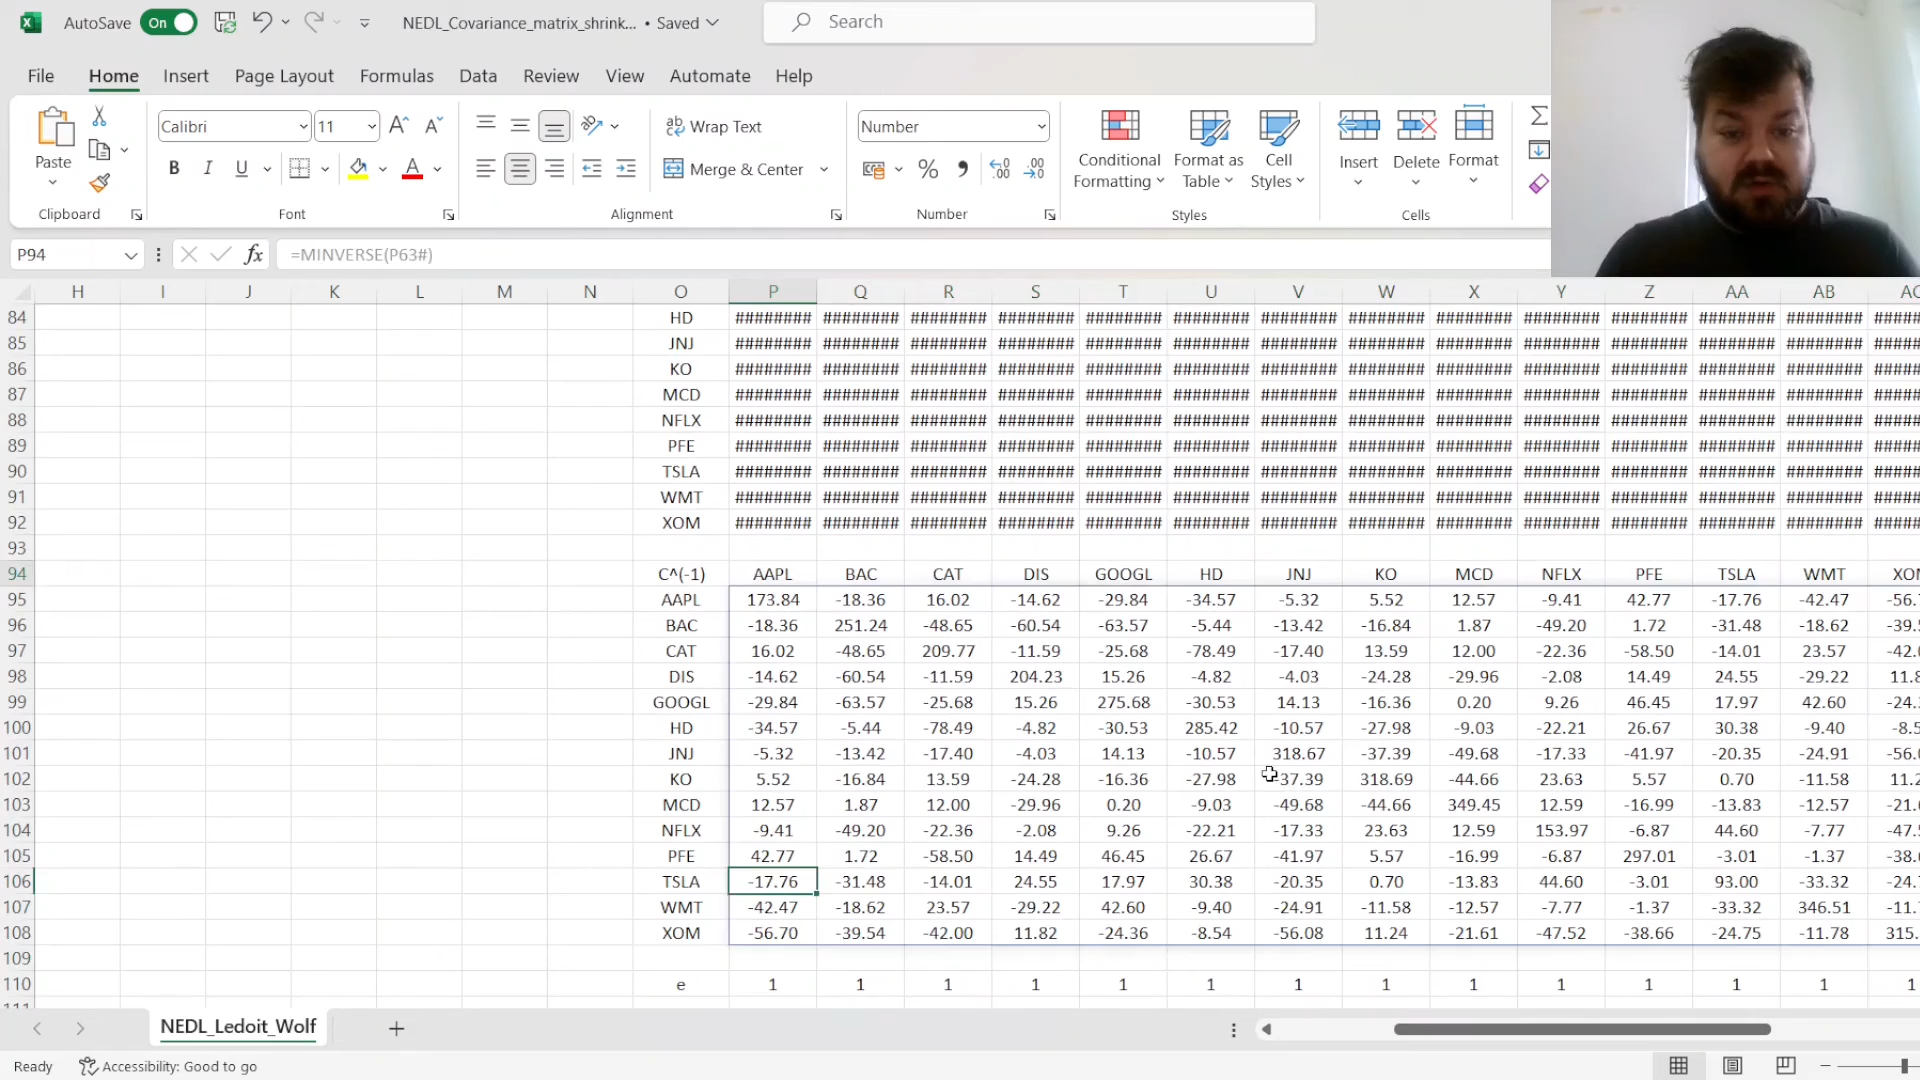 AutoSave On NEDL_Covariance_matrix_shrink... • Saved Search
File Home Insert Page Layout Formulas Data Review View Automate Help
Paste Calibri 11 B I U A A A Wrap Text Merge & Center Number % Conditional Formatting Format as Table Cell Styles Insert Delete Format
Clipboard Font Alignment Number Styles Cells
P94 fx =MINVERSE(P63#)
H I J K L M N O P Q R S T U V W X Y Z AA AB AC
84 HD ######## ######## ######## ######## ######## ######## ######## ######## ######## ######## ######## ######## ######## #####
85 JNJ ######## ######## ######## ######## ######## ######## ######## ######## ######## ######## ######## ######## ######## #####
86 KO ######## ######## ######## ######## ######## ######## ######## ######## ######## ######## ######## ######## ######## #####
87 MCD ######## ######## ######## ######## ######## ######## ######## ######## ######## ######## ######## ######## ######## #####
88 NFLX ######## ######## ######## ######## ######## ######## ######## ######## ######## ######## ######## ######## ######## #####
89 PFE ######## ######## ######## ######## ######## ######## ######## ######## ######## ######## ######## ######## ######## #####
90 TSLA ######## ######## ######## ######## ######## ######## ######## ######## ######## ######## ######## ######## ######## #####
91 WMT ######## ######## ######## ######## ######## ######## ######## ######## ######## ######## ######## ######## ######## #####
92 XOM ######## ######## ######## ######## ######## ######## ######## ######## ######## ######## ######## ######## ######## #####
93
94 C^(-1) AAPL BAC CAT DIS GOOGL HD JNJ KO MCD NFLX PFE TSLA WMT XOM
95 AAPL 173.84 -18.36 16.02 -14.62 -29.84 -34.57 -5.32 5.52 12.57 -9.41 42.77 -17.76 -42.47 -56.
96 BAC -18.36 251.24 -48.65 -60.54 -63.57 -5.44 -13.42 -16.84 1.87 -49.20 1.72 -31.48 -18.62 -39.
97 CAT 16.02 -48.65 209.77 -11.59 -25.68 -78.49 -17.40 13.59 12.00 -22.36 -58.50 -14.01 23.57 -42.
98 DIS -14.62 -60.54 -11.59 204.23 15.26 -4.82 -4.03 -24.28 -29.96 -2.08 14.49 24.55 -29.22 11.8
99 GOOGL -29.84 -63.57 -25.68 15.26 275.68 -30.53 14.13 -16.36 0.20 9.26 46.45 17.97 42.60 -24.
100 HD -34.57 -5.44 -78.49 -4.82 -30.53 285.42 -10.57 -27.98 -9.03 -22.21 26.67 30.38 -9.40 -8.5
101 JNJ -5.32 -13.42 -17.40 -4.03 14.13 -10.57 318.67 -37.39 -49.68 -17.33 -41.97 -20.35 -24.91 -56.
102 KO 5.52 -16.84 13.59 -24.28 -16.36 -27.98 -37.39 318.69 -44.66 23.63 5.57 0.70 -11.58 11.2
103 MCD 12.57 1.87 12.00 -29.96 0.20 -9.03 -49.68 -44.66 349.45 12.59 -16.99 -13.83 -12.57 -21.
104 NFLX -9.41 -49.20 -22.36 -2.08 9.26 -22.21 -17.33 23.63 12.59 153.97 -6.87 44.60 -7.77 -47.
105 PFE 42.77 1.72 -58.50 14.49 46.45 26.67 -41.97 5.57 -16.99 -6.87 297.01 -3.01 -1.37 -38.
106 TSLA -17.76 -31.48 -14.01 24.55 17.97 30.38 -20.35 0.70 -13.83 44.60 -3.01 93.00 -33.32 -24.
107 WMT -42.47 -18.62 23.57 -29.22 42.60 -9.40 -24.91 -11.58 -12.57 -7.77 -1.37 -33.32 346.51 -11.
108 XOM -56.70 -39.54 -42.00 11.82 -24.36 -8.54 -56.08 11.24 -21.61 -47.52 -38.66 -24.75 -11.78 315.
109
110 e 1 1 1 1 1 1 1 1 1 1 1 1 1 1
NEDL_Ledoit_Wolf
Ready Accessibility: Good to go